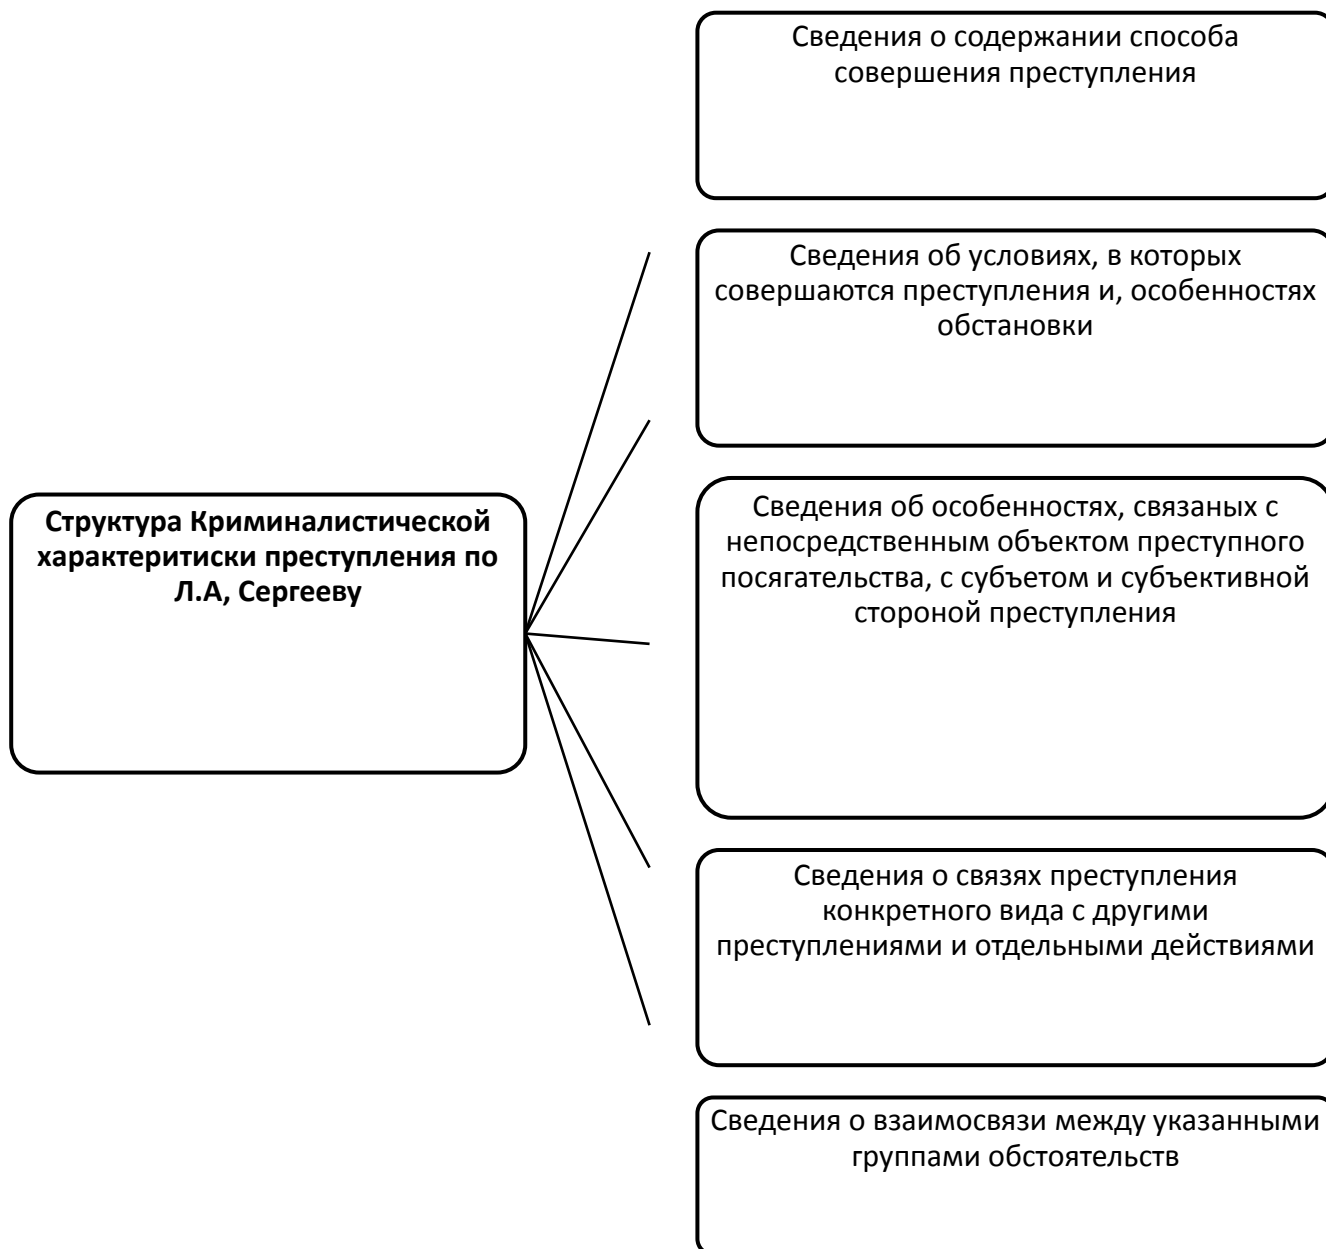 Сведения о содержании способа
совершения преступления
Сведения об условиях, в которых
совершаются преступления и, особенностях
обстановки
Структура Криминалистической
характеритиски преступления по
Л.А, Сергееву
Сведения об особенностях, связаных с
непосредственным объектом преступного
посягательства, с субъетом и субъективной
стороной преступления
Сведения о связях преступления
конкретного вида с другими
преступлениями и отдельными действиями
Сведения о взаимосвязи между указанными
группами обстоятельств